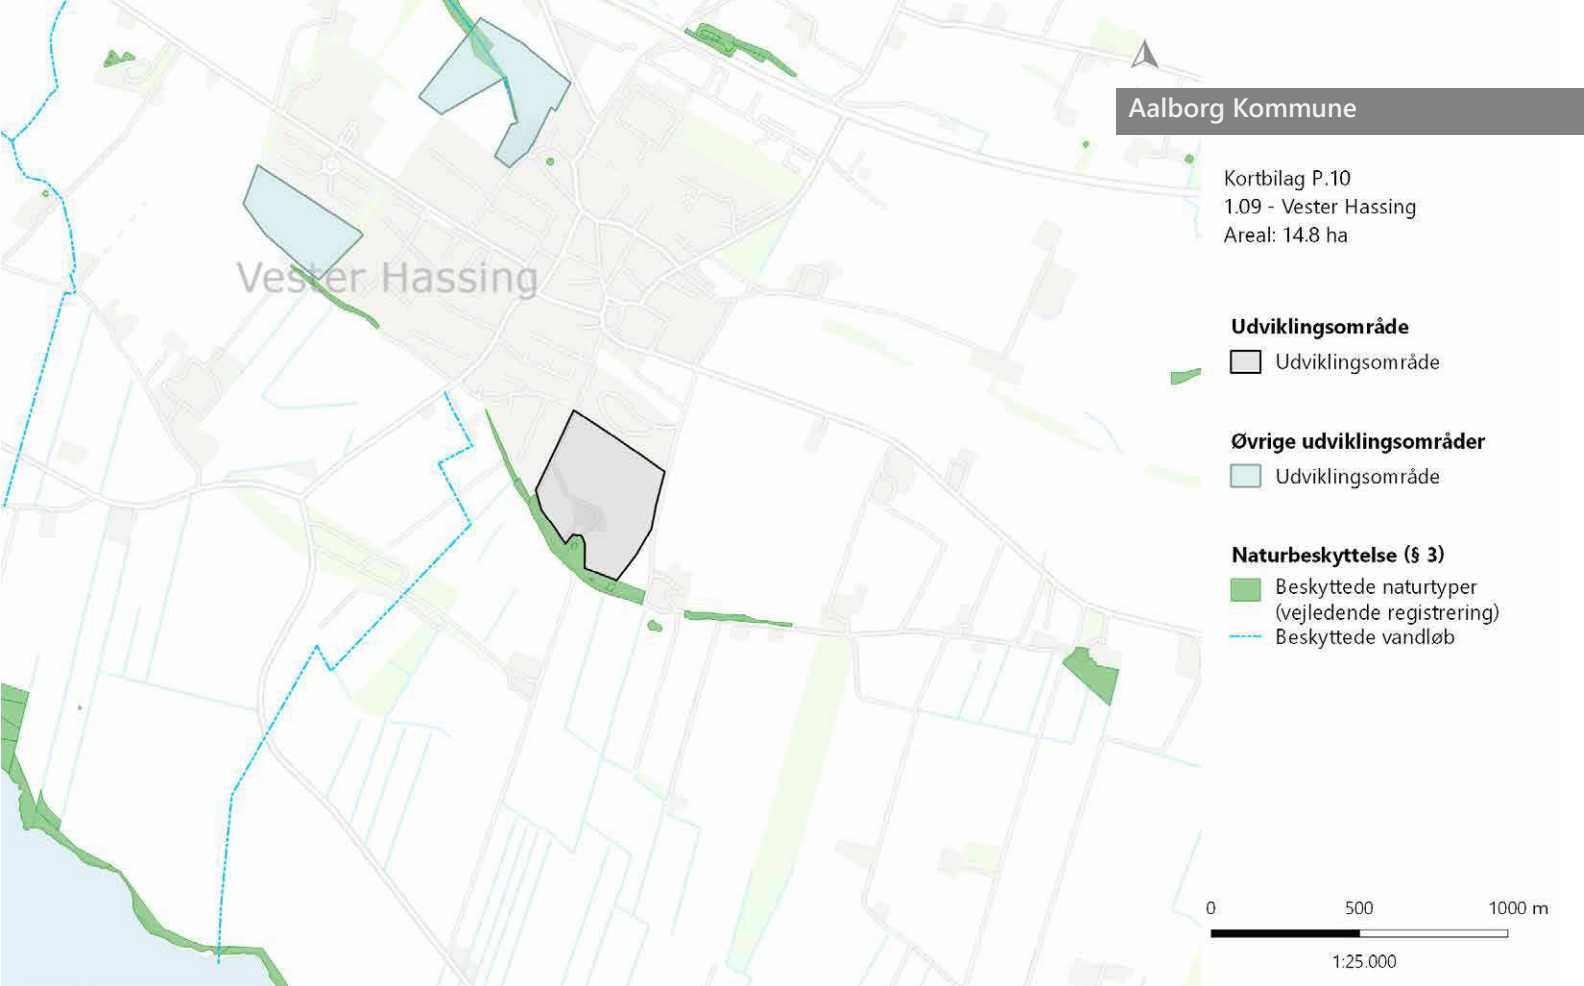 Aalborg Kommune
Kortbilag P.10
1.09 - Vester Hassing
Areal: 14.8 ha
Vester Hassing
Udviklingsområde
Udviklingsområde
Øvrige udviklingsområder
Udviklingsområde
Naturbeskyttelse (§ 3)
Beskyttede naturtyper
(vejledende registrering)
Beskyttede vandløb
0 500 1000 m
1:25.000